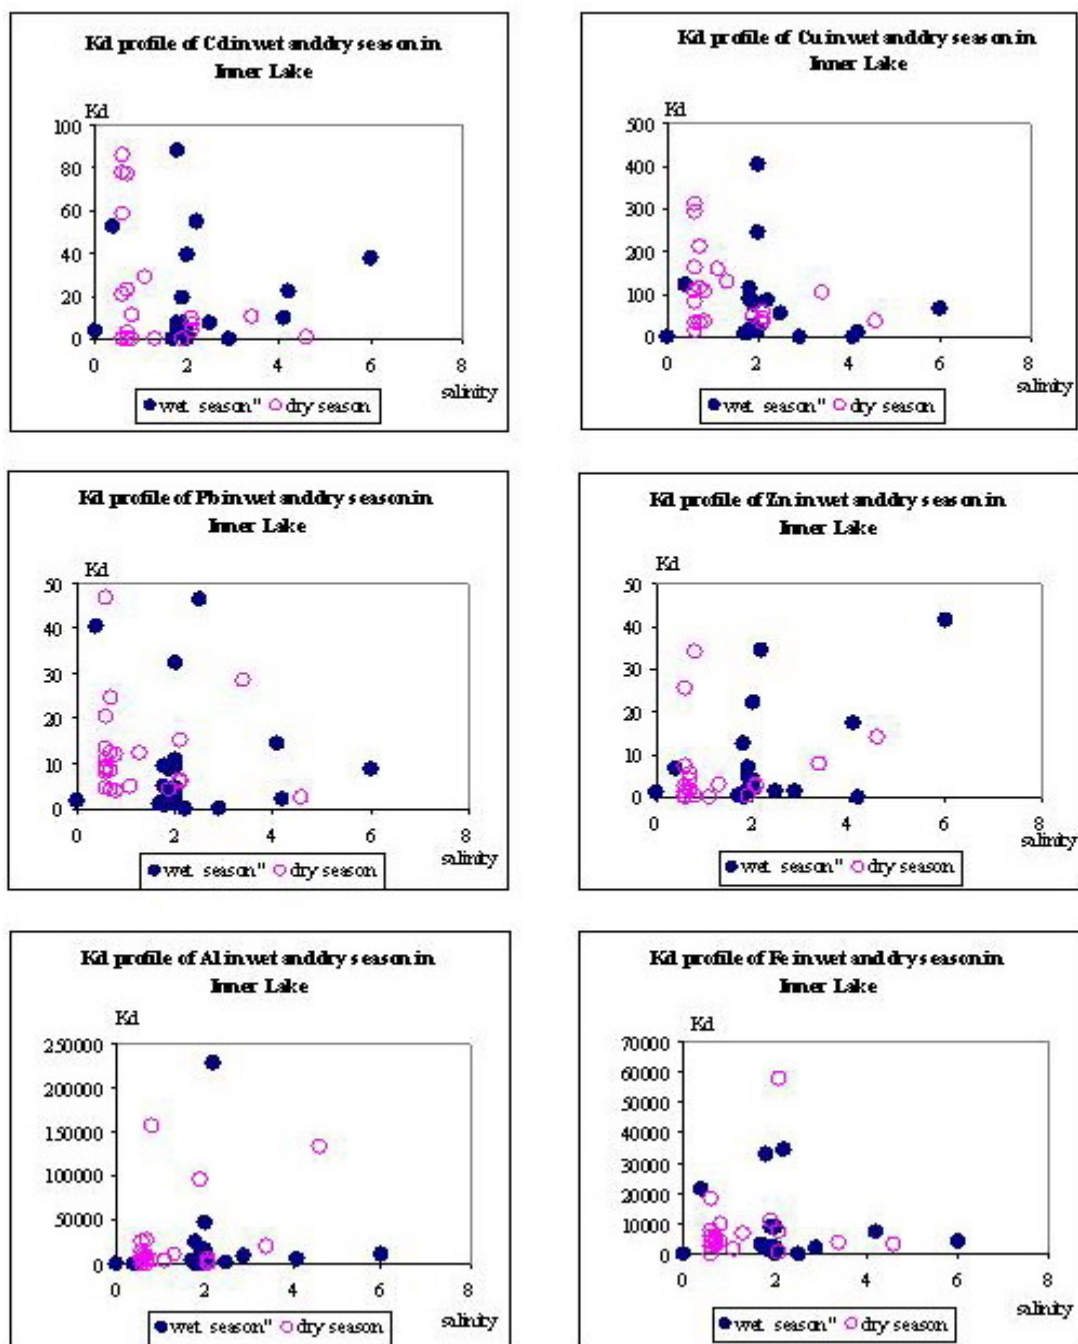 Kd profile of Cd in wet and dry season in
Inner Lake
Kd
100
80
60
40
20
0
0 2 4 6 8
salinity
wet season" dry season
Kd profile of Cu in wet and dry season in
Inner Lake
Kd
500
400
300
200
100
0
0 2 4 6 8
salinity
wet season" dry season
Kd profile of Pb in wet and dry season in
Inner Lake
Kd
50
40
30
20
10
0
0 2 4 6 8
salinity
wet season" dry season
Kd profile of Zn in wet and dry season in
Inner Lake
Kd
50
40
30
20
10
0
0 2 4 6 8
salinity
wet season" dry season
Kd profile of Al in wet and dry season in
Inner Lake
Kd
250000
200000
150000
100000
50000
0
0 2 4 6 8
salinity
wet season" dry season
Kd profile of Fe in wet and dry season in
Inner Lake
Kd
70000
60000
50000
40000
30000
20000
10000
0
0 2 4 6 8
salinity
wet season" dry season